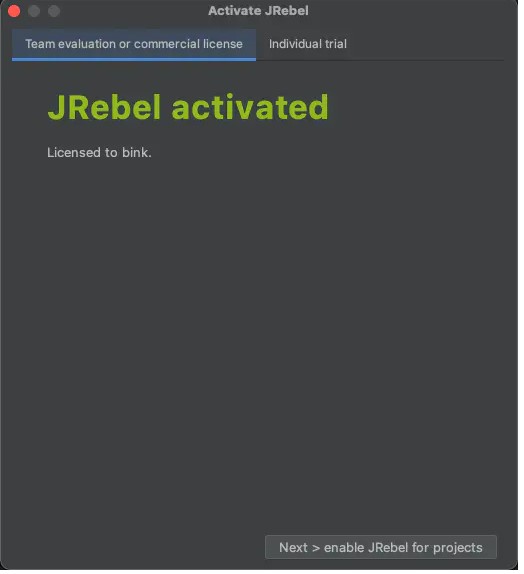 Activate JRebel
Team evaluation or commercial license
Individual trial
JRebel activated
Licensed to bink.
Next > enable JRebel for projects